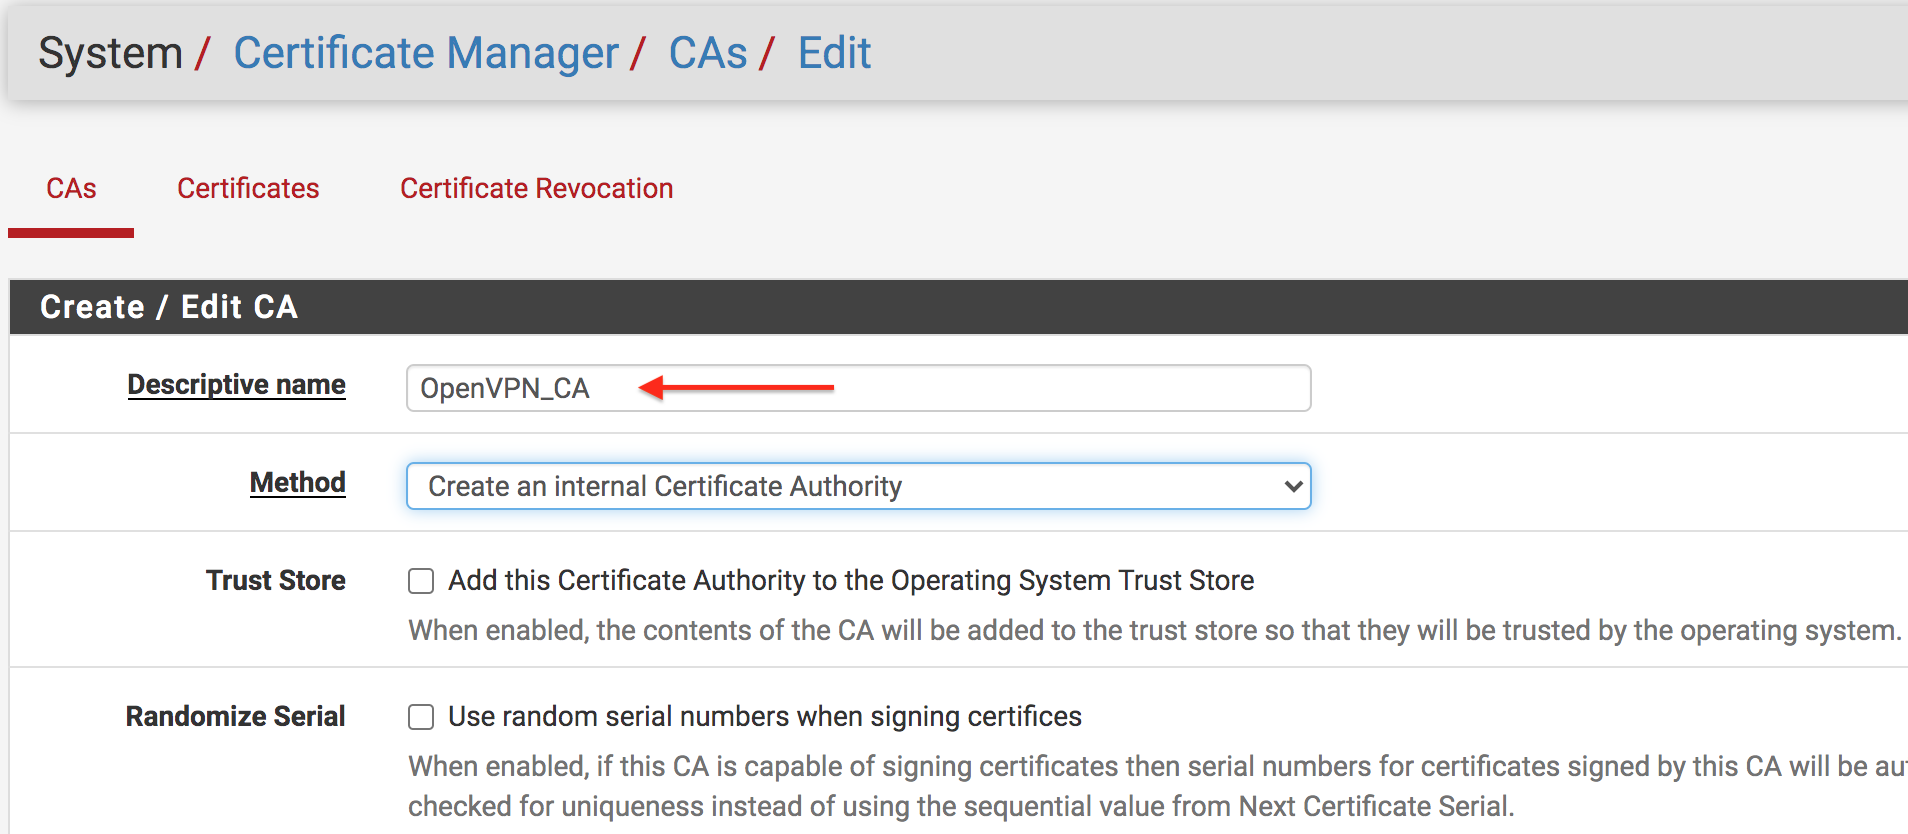 System / Certificate Manager / CAs / Edit
CAs Certificates Certificate Revocation
Create / Edit CA
Descriptive name OpenVPN_CA
Method Create an internal Certificate Authority
Trust Store Add this Certificate Authority to the Operating System Trust Store
When enabled, the contents of the CA will be added to the trust store so that they will be trusted by the operating system.
Randomize Serial Use random serial numbers when signing certifices
When enabled, if this CA is capable of signing certificates then serial numbers for certificates signed by this CA will be
checked for uniqueness instead of using the sequential value from Next Certificate Serial.